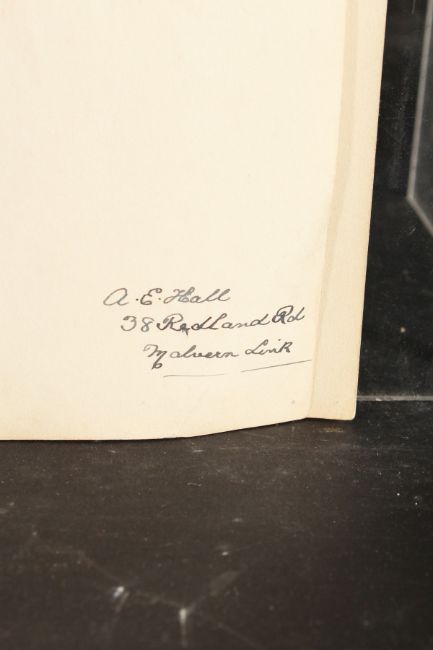 A.E. Hall
38 Redland Rd
Malvern Link